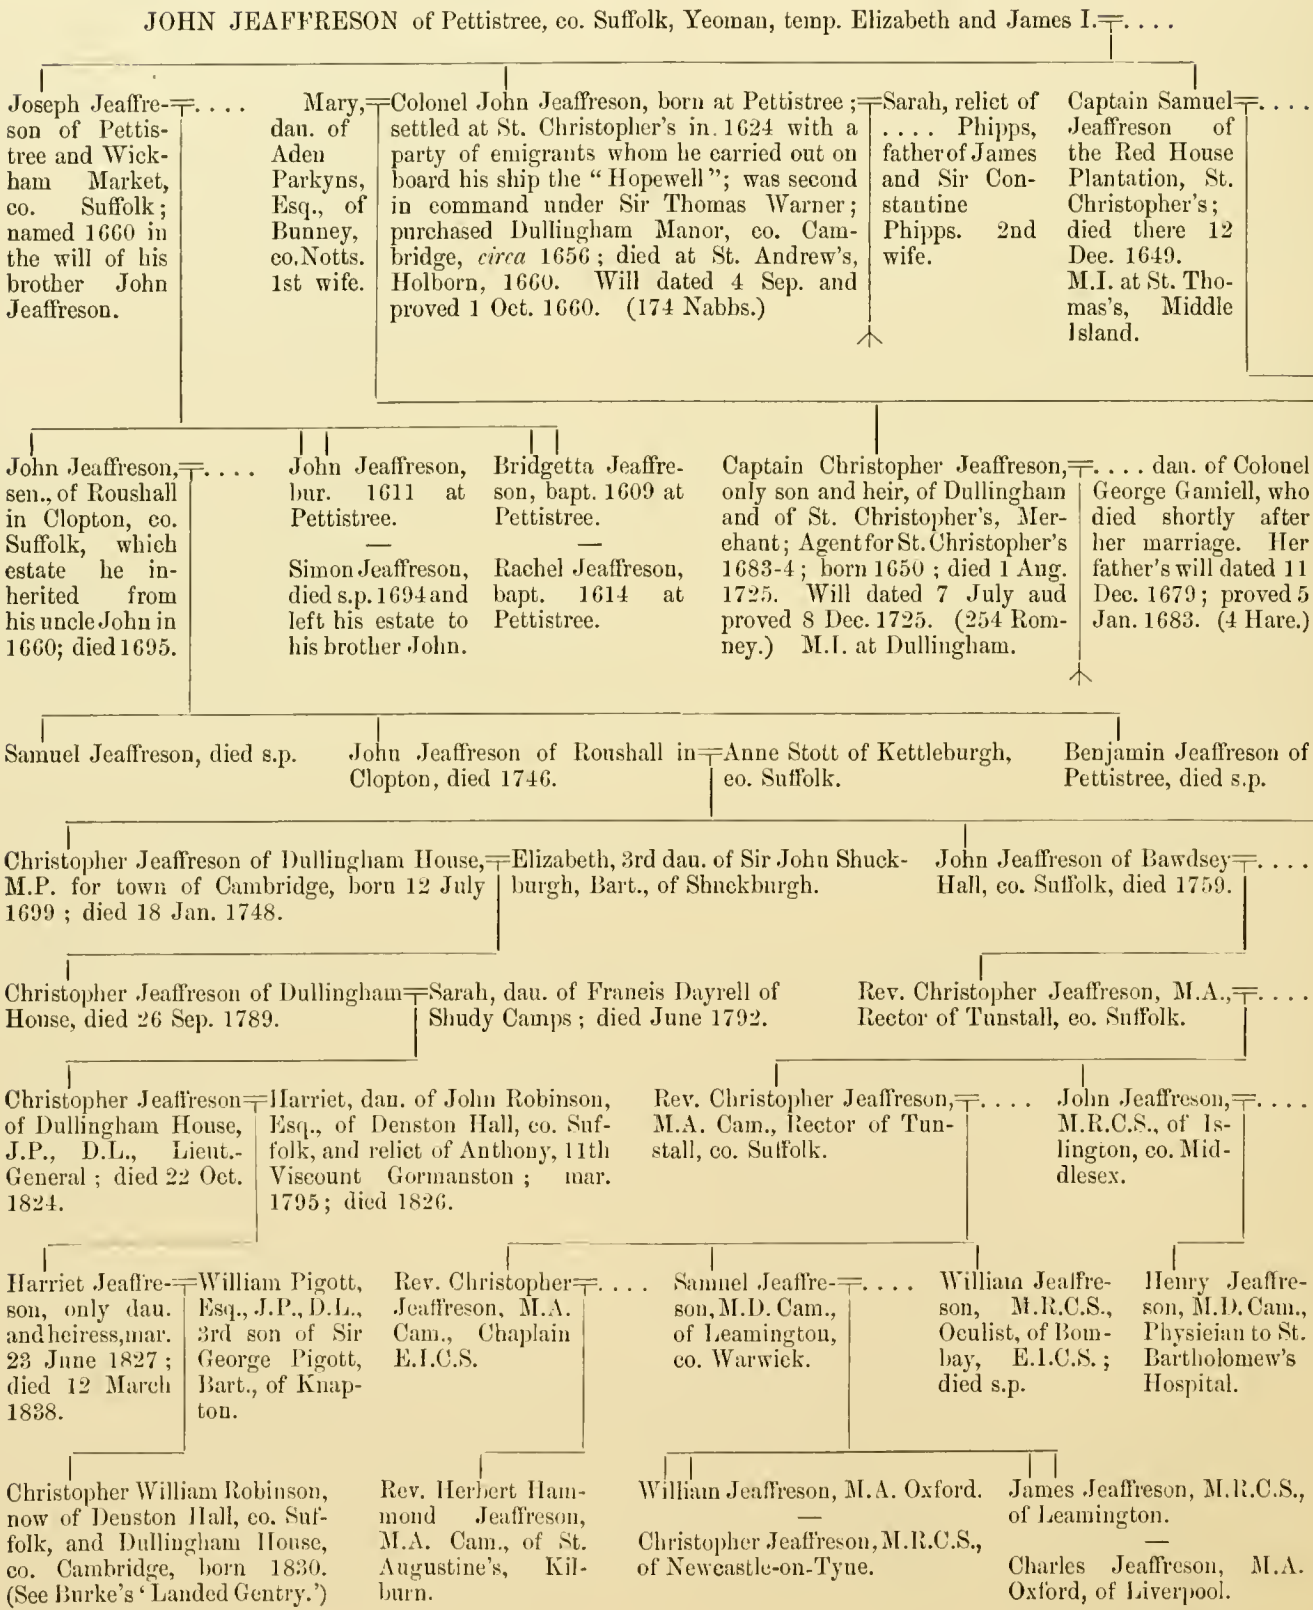 JOHN JEAFFRESON of Pettistree, co. Suffolk, Yeoman, temp. Elizabeth and James I.=. . . .
Joseph Jeaffre-=. . . .
son of Pettis-
tree and Wick-
ham Market,
co. Suffolk;
named 1660 in
the will of his
brother John
Jeaffreson.
Mary,=
dau. of
Aden
Parkyns,
Esq., of
Bunney,
co. Notts.
1st wife.
Colonel John Jeaffreson, born at Pettistree;=
settled at St. Christopher's in. 1624 with a
party of emigrants whom he carried out on
board his ship the "Hopewell"; was second
in command under Sir Thomas Warner;
purchased Dullingham Manor, co. Cam-
bridge, circa 1656; died at St. Andrew's,
Holborn, 1660. Will dated 4 Sep. and
proved 1 Oct. 1660. (174 Nabbs.)
Sarah, relict of
. . . . Phipps,
father of James
and Sir Con-
stantine
Phipps. 2nd
wife.
Captain Samuel=. . . .
Jeaffreson of
the Red House
Plantation, St.
Christopher's;
died there 12
Dec. 1649.
M.I. at St. Tho-
mas's, Middle
Island.
John Jeaffreson,=. . . .
sen., of Roushall
in Clopton, co.
Suffolk, which
estate he in-
herited from
his uncle John in
1660; died 1695.
John Jeaffreson,
bur. 1611 at
Pettistree.
—
Simon Jeaffreson,
died s.p. 1694 and
left his estate to
his brother John.
Bridgetta Jeaffre-
son, bapt. 1609 at
Pettistree.
—
Rachel Jeaffreson,
bapt. 1614 at
Pettistree.
Captain Christopher Jeaffreson,=
only son and heir, of Dullingham
and of St. Christopher's, Mer-
chant; Agent for St. Christopher's
1683-4; born 1650; died 1 Aug.
1725. Will dated 7 July and
proved 8 Dec. 1725. (254 Rom-
ney.) M.I. at Dullingham.
. . . . dau. of Colonel
George Gamiell, who
died shortly after
her marriage. Her
father's will dated 11
Dec. 1679; proved 5
Jan. 1683. (4 Hare.)
Samuel Jeaffreson, died s.p.
John Jeaffreson of Roushall in=
Clopton, died 1746.
Anne Stott of Kettleburgh,
co. Suffolk.
Benjamin Jeaffreson of
Pettistree, died s.p.
Christopher Jeaffreson of Dullingham House,=
M.P. for town of Cambridge, born 12 July
1699; died 18 Jan. 1748.
Elizabeth, 3rd dau. of Sir John Shuck-
burgh, Bart., of Shuckburgh.
John Jeaffreson of Bawdsey=. . . .
Hall, co. Suffolk, died 1759.
Christopher Jeaffreson of Dullingham=
House, died 26 Sep. 1789.
Sarah, dau. of Francis Dayrell of
Shudy Camps; died June 1792.
Rev. Christopher Jeaffreson, M.A.,=. . . .
Rector of Tunstall, co. Suffolk.
Christopher Jeaffreson=
of Dullingham House,
J.P., D.L., Lieut.-
General; died 22 Oct.
1824.
Harriet, dau. of John Robinson,
Esq., of Denston Hall, co. Suf-
folk, and relict of Anthony, 11th
Viscount Gormanston; mar.
1795; died 1826.
Rev. Christopher Jeaffreson,=. . . .
M.A. Cam., Rector of Tun-
stall, co. Suffolk.
John Jeaffreson,=. . . .
M.R.C.S., of Is-
lington, co. Mid-
dlesex.
Harriet Jeaffre-=
son, only dau.
and heiress, mar.
23 June 1827;
died 12 March
1838.
William Pigott,
Esq., J.P., D.L.,
3rd son of Sir
George Pigott,
Bart., of Knap-
ton.
Rev. Christopher=. . . .
Jeaffreson, M.A.
Cam., Chaplain
E.I.C.S.
Samuel Jeaffre-=. . . .
son, M.D. Cam.,
of Leamington,
co. Warwick.
William Jeaffre-
son, M.R.C.S.,
Oculist, of Bom-
bay, E.I.C.S.;
died s.p.
Henry Jeaffre-
son, M.D. Cam.,
Physician to St.
Bartholomew's
Hospital.
Christopher William Robinson,
now of Denston Hall, co. Suf-
folk, and Dullingham House,
co. Cambridge, born 1830.
(See Burke's 'Landed Gentry.')
Rev. Herbert Ham-
mond Jeaffreson,
M.A. Cam., of St.
Augustine's, Kil-
burn.
William Jeaffreson, M.A. Oxford.
—
Christopher Jeaffreson, M.R.C.S.,
of Newcastle-on-Tyne.
James Jeaffreson, M.R.C.S.,
of Leamington.
—
Charles Jeaffreson, M.A.
Oxford, of Liverpool.